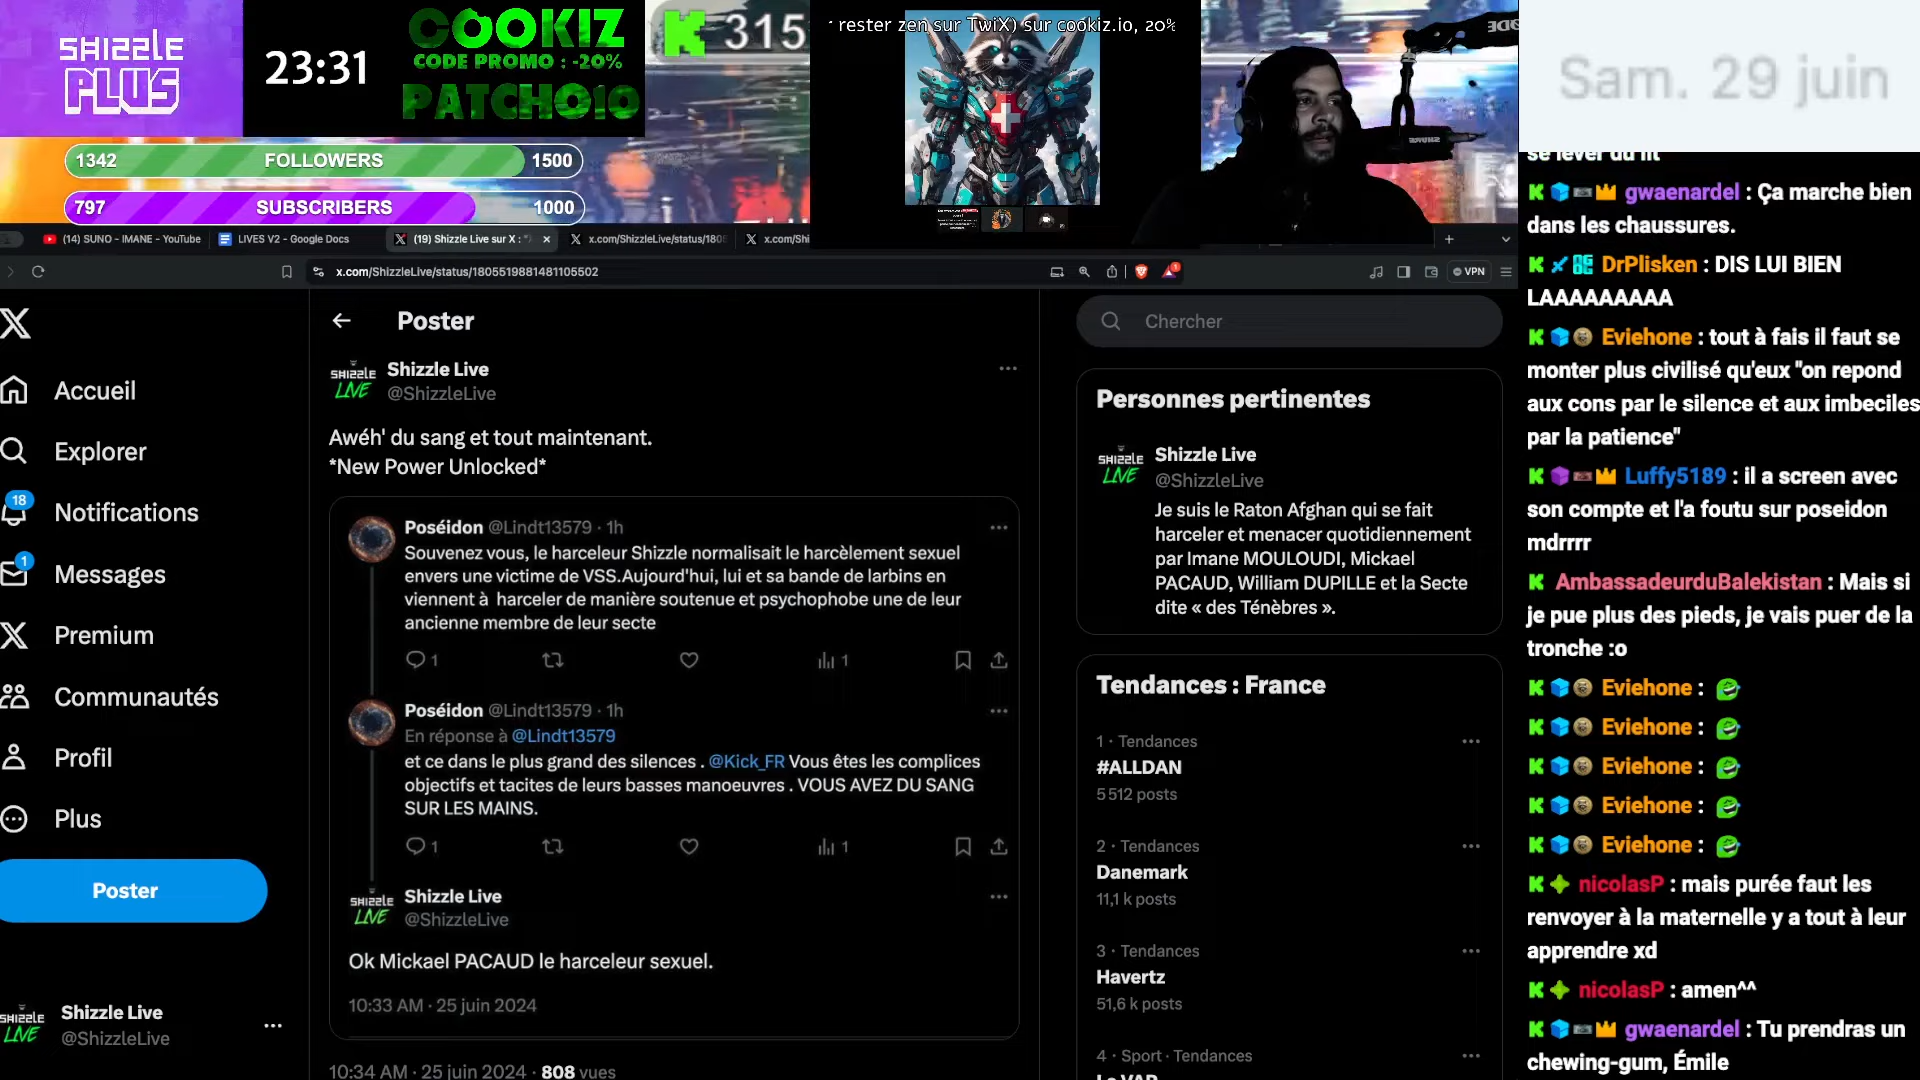 SHIZZLE
PLUS
23:31
COOKIZ
CODE PROMO : -20%
PATCHO10
315
rester zen sur TwiX) sur cookiz.io, 20%
Sam. 29 juin
1342 FOLLOWERS 1500
797 SUBSCRIBERS 1000
(14) SUNO - IMANE - YouTube
LIVES V2 - Google Docs
(19) Shizzle Live sur X : "
x.com/ShizzleLive/status/180
x.com/Shi
x.com/ShizzleLive/status/1805519881481105502
VPN
Accueil
Explorer
18
Notifications
1
Messages
Premium
Communautés
Profil
Plus
Poster
SHIZZLE
LIVE
Shizzle Live
@ShizzleLive
Poster
SHIZZLE
LIVE
Shizzle Live
@ShizzleLive
Awéh' du sang et tout maintenant.
*New Power Unlocked*
Poséidon @Lindt13579 · 1h
Souvenez vous, le harceleur Shizzle normalisait le harcèlement sexuel
envers une victime de VSS.Aujourd'hui, lui et sa bande de larbins en
viennent à harceler de manière soutenue et psychophobe une de leur
ancienne membre de leur secte
1 1
Poséidon @Lindt13579 · 1h
En réponse à @Lindt13579
et ce dans le plus grand des silences . @Kick_FR Vous êtes les complices
objectifs et tacites de leurs basses manoeuvres . VOUS AVEZ DU SANG
SUR LES MAINS.
1 1
SHIZZLE
LIVE
Shizzle Live
@ShizzleLive
Ok Mickael PACAUD le harceleur sexuel.
10:33 AM · 25 juin 2024
10:34 AM · 25 juin 2024 · 808 vues
Chercher
Personnes pertinentes
SHIZZLE
LIVE
Shizzle Live
@ShizzleLive
Je suis le Raton Afghan qui se fait
harceler et menacer quotidiennement
par Imane MOULOUDI, Mickael
PACAUD, William DUPILLE et la Secte
dite « des Ténèbres ».
Tendances : France
1 · Tendances
#ALLDAN
5 512 posts
2 · Tendances
Danemark
11,1 k posts
3 · Tendances
Havertz
51,6 k posts
4 · Sport · Tendances
Le VAR
se lever du lit
gwaenardel : Ça marche bien
dans les chaussures.
DrPlisken : DIS LUI BIEN
LAAAAAAAAA
Eviehone : tout à fais il faut se
monter plus civilisé qu'eux "on repond
aux cons par le silence et aux imbeciles
par la patience"
Luffy5189 : il a screen avec
son compte et l'a foutu sur poseidon
mdrrrr
AmbassadeurduBalekistan : Mais si
je pue plus des pieds, je vais puer de la
tronche :o
Eviehone :
Eviehone :
Eviehone :
Eviehone :
Eviehone :
nicolasP : mais purée faut les
renvoyer à la maternelle y a tout à leur
apprendre xd
nicolasP : amen^^
gwaenardel : Tu prendras un
chewing-gum, Émile